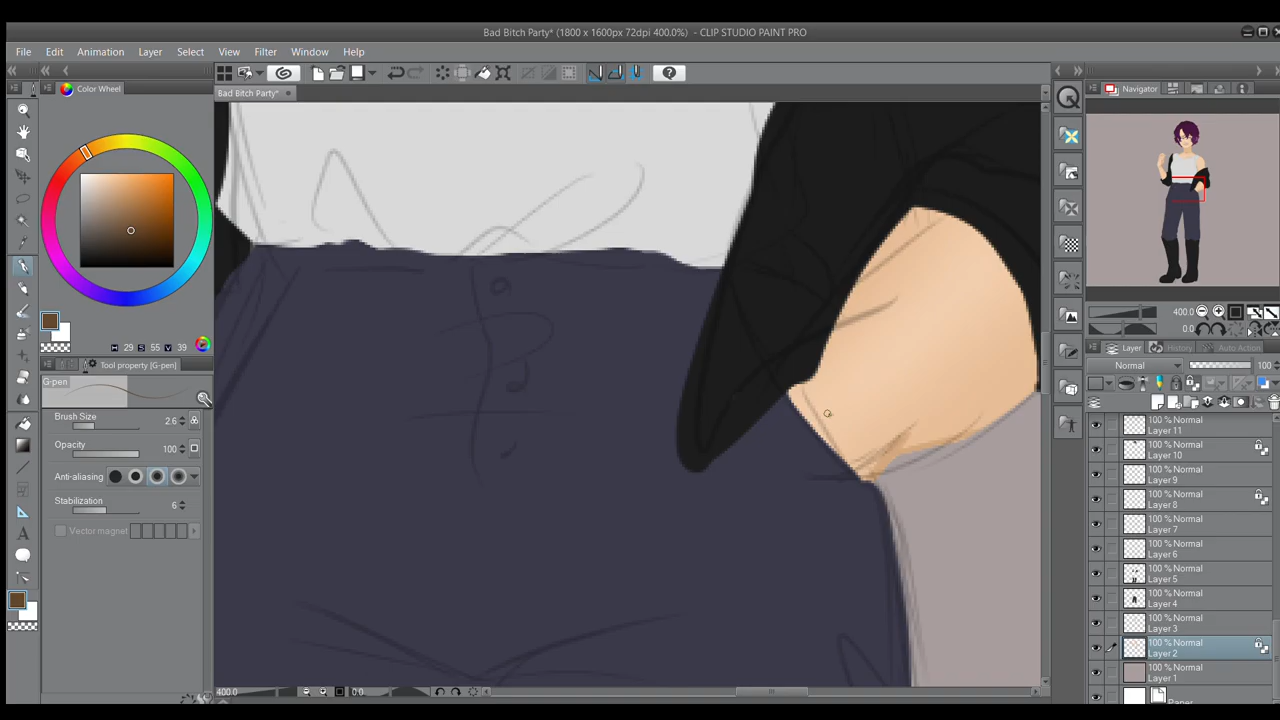 Bad Bitch Party* (1800 x 1600px 72dpi 400.0%) - CLIP STUDIO PAINT PRO
File Edit Animation Layer Select View Filter Window Help
Color Wheel
Bad Bitch Party*
Navigator
H 29 S 55 V 39
Tool property [G-pen]
G-pen
Brush Size 2.6
Opacity 100
Anti-aliasing
Stabilization 6
Vector magnet
400.0
0.0
Layer History Auto Action
Normal 100
100 % Normal
Layer 11
100 % Normal
Layer 10
100 % Normal
Layer 9
100 % Normal
Layer 8
100 % Normal
Layer 7
100 % Normal
Layer 6
100 % Normal
Layer 5
100 % Normal
Layer 4
100 % Normal
Layer 3
100 % Normal
Layer 2
100 % Normal
Layer 1
Paper
400.0 0.0